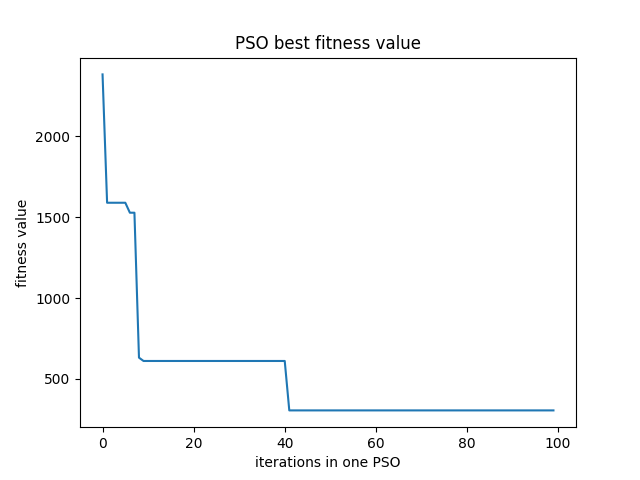 PSO best fitness value
fitness value
2000
1500
1000
500
0 20 40 60 80 100
iterations in one PSO